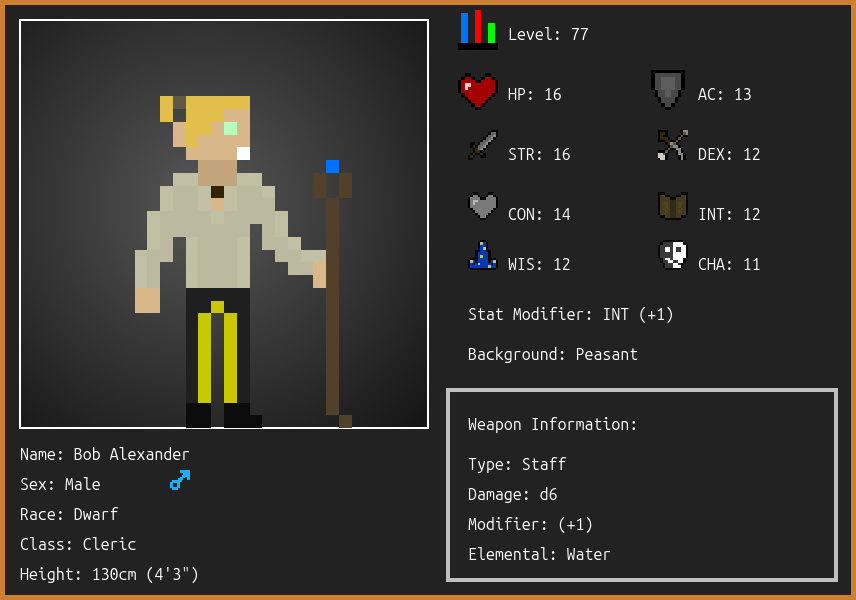 Level: 77
HP: 16
AC: 13
STR: 16
DEX: 12
CON: 14
INT: 12
WIS: 12
CHA: 11
Stat Modifier: INT (+1)
Background: Peasant
Weapon Information:
Type: Staff
Damage: d6
Modifier: (+1)
Elemental: Water
Name: Bob Alexander
Sex: Male
Race: Dwarf
Class: Cleric
Height: 130cm (4'3")